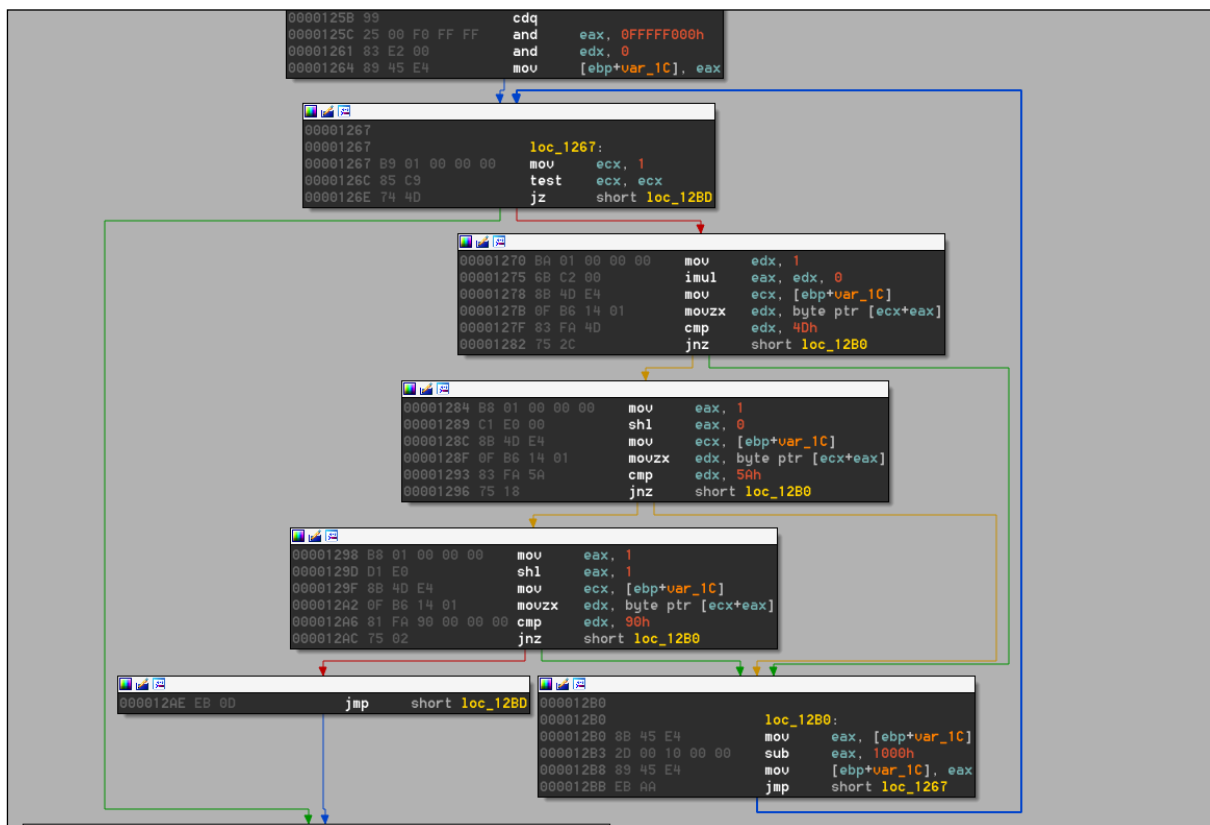 0000125B 99 cdq
0000125C 25 00 F0 FF FF and eax, 0FFFFF000h
00001261 83 E2 00 and edx, 0
00001264 89 45 E4 mov [ebp+var_1C], eax
00001267
00001267 loc_1267:
00001267 B9 01 00 00 00 mov ecx, 1
0000126C 85 C9 test ecx, ecx
0000126E 74 4D jz short loc_12BD
00001270 BA 01 00 00 00 mov edx, 1
00001275 6B C2 00 imul eax, edx, 0
00001278 8B 4D E4 mov ecx, [ebp+var_1C]
0000127B 0F B6 14 01 movzx edx, byte ptr [ecx+eax]
0000127F 83 FA 4D cmp edx, 4Dh
00001282 75 2C jnz short loc_12B0
00001284 B8 01 00 00 00 mov eax, 1
00001289 C1 E0 00 shl eax, 0
0000128C 8B 4D E4 mov ecx, [ebp+var_1C]
0000128F 0F B6 14 01 movzx edx, byte ptr [ecx+eax]
00001293 83 FA 5A cmp edx, 5Ah
00001296 75 18 jnz short loc_12B0
00001298 B8 01 00 00 00 mov eax, 1
0000129D D1 E0 shl eax, 1
0000129F 8B 4D E4 mov ecx, [ebp+var_1C]
000012A2 0F B6 14 01 movzx edx, byte ptr [ecx+eax]
000012A6 81 FA 90 00 00 00 cmp edx, 90h
000012AC 75 02 jnz short loc_12B0
000012AE EB 0D jmp short loc_12BD
000012B0
000012B0 loc_12B0:
000012B0 8B 45 E4 mov eax, [ebp+var_1C]
000012B3 2D 00 10 00 00 sub eax, 1000h
000012B8 89 45 E4 mov [ebp+var_1C], eax
000012BB EB AA jmp short loc_1267